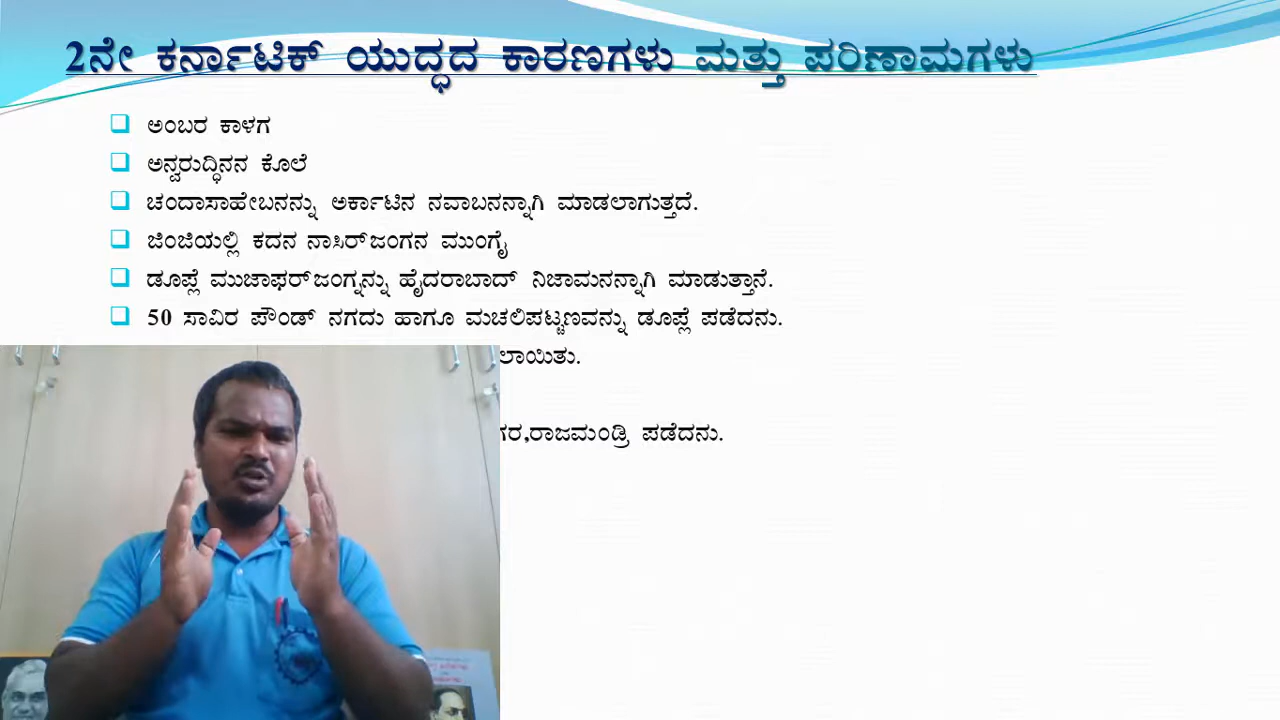 2ನೇ ಕರ್ನಾಟಿಕ್ ಯುದ್ಧದ ಕಾರಣಗಳು ಮತ್ತು ಪರಿಣಾಮಗಳು
ಅಂಬರ ಕಾಳಗ
ಅನ್ವರುದ್ಧಿನನ ಕೊಲೆ
ಚಂದಾಸಾಹೇಬನನ್ನು ಅರ್ಕಾಟಿನ ನವಾಬನನ್ನಾಗಿ ಮಾಡಲಾಗುತ್ತದೆ.
ಜಿಂಜಿಯಲ್ಲಿ ಕದನ ನಾಸಿರ್‌ಜಂಗನ ಮುಂಗೈ
ಡೂಪ್ಲೆ ಮುಜಾಫರ್‌ಜಂಗ್ನನ್ನು ಹೈದರಾಬಾದ್ ನಿಜಾಮನನ್ನಾಗಿ ಮಾಡುತ್ತಾನೆ.
50 ಸಾವಿರ ಪೌಂಡ್ ನಗದು ಹಾಗೂ ಮಚಲಿಪಟ್ಟಣವನ್ನು ಡೂಪ್ಲೆ ಪಡೆದನು.
ಲಾಯಿತು.
ಗರ,ರಾಜಮಂಡ್ರಿ ಪಡೆದನು.